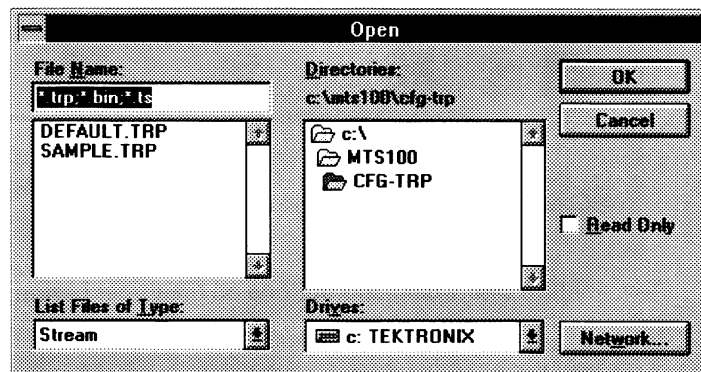 Open
File Name:
*.trp;*.bin;*.ts
DEFAULT.TRP
SAMPLE.TRP
List Files of Type:
Stream
Directories:
c:\mts100\cfg-trp
c:\
MTS100
CFG-TRP
Drives:
c: TEKTRONIX
OK
Cancel
Read Only
Network...